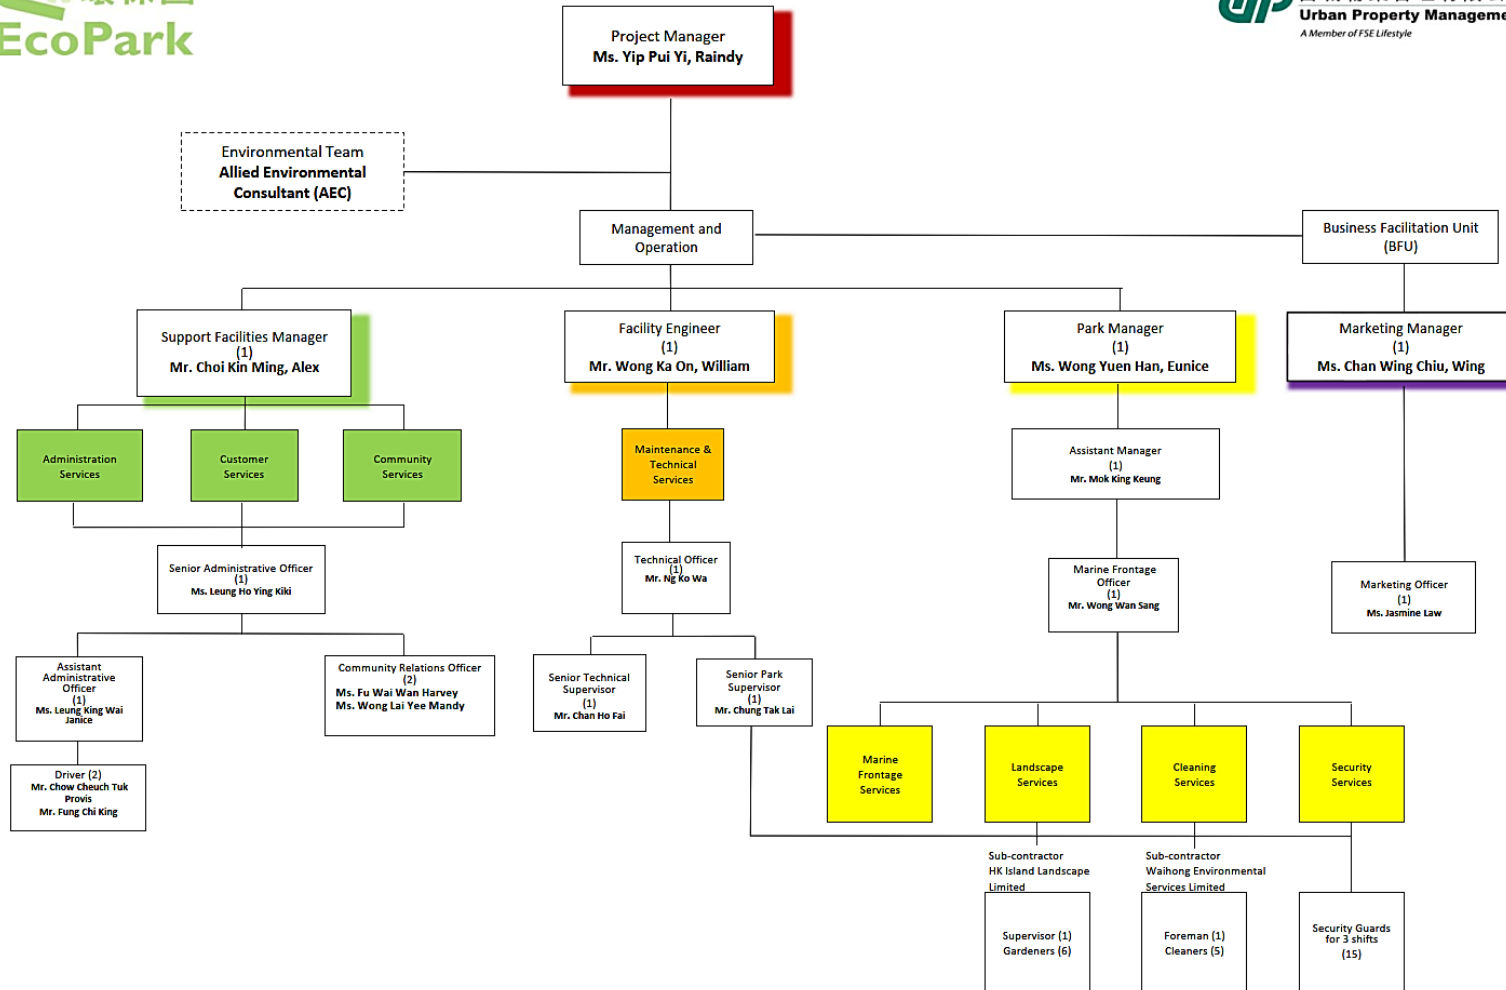 環保園
EcoPark
Urban Property Manageme
A Member of FSE Lifestyle
Project Manager
Ms. Yip Pui Yi, Raindy
Environmental Team
Allied Environmental
Consultant (AEC)
Management and
Operation
Business Facilitation Unit
(BFU)
Support Facilities Manager
(1)
Mr. Choi Kin Ming, Alex
Facility Engineer
(1)
Mr. Wong Ka On, William
Park Manager
(1)
Ms. Wong Yuen Han, Eunice
Marketing Manager
(1)
Ms. Chan Wing Chiu, Wing
Administration
Services
Customer
Services
Community
Services
Maintenance &
Technical
Services
Assistant Manager
(1)
Mr. Mok King Keung
Senior Administrative Officer
(1)
Ms. Leung Ho Ying Kiki
Technical Officer
(1)
Mr. Ng Ko Wa
Marine Frontage
Officer
(1)
Mr. Wong Wan Sang
Marketing Officer
(1)
Ms. Jasmine Law
Assistant
Administrative
Officer
(1)
Ms. Leung King Wai
Janice
Community Relations Officer
(2)
Ms. Fu Wai Wan Harvey
Ms. Wong Lai Yee Mandy
Senior Technical
Supervisor
(1)
Mr. Chan Ho Fai
Senior Park
Supervisor
(1)
Mr. Chung Tak Lai
Driver (2)
Mr. Chow Cheuch Tuk
Provis
Mr. Fung Chi King
Marine
Frontage
Services
Landscape
Services
Cleaning
Services
Security
Services
Sub-contractor
HK Island Landscape
Limited
Sub-contractor
Waihong Environmental
Services Limited
Supervisor (1)
Gardeners (6)
Foreman (1)
Cleaners (5)
Security Guards
for 3 shifts
(15)